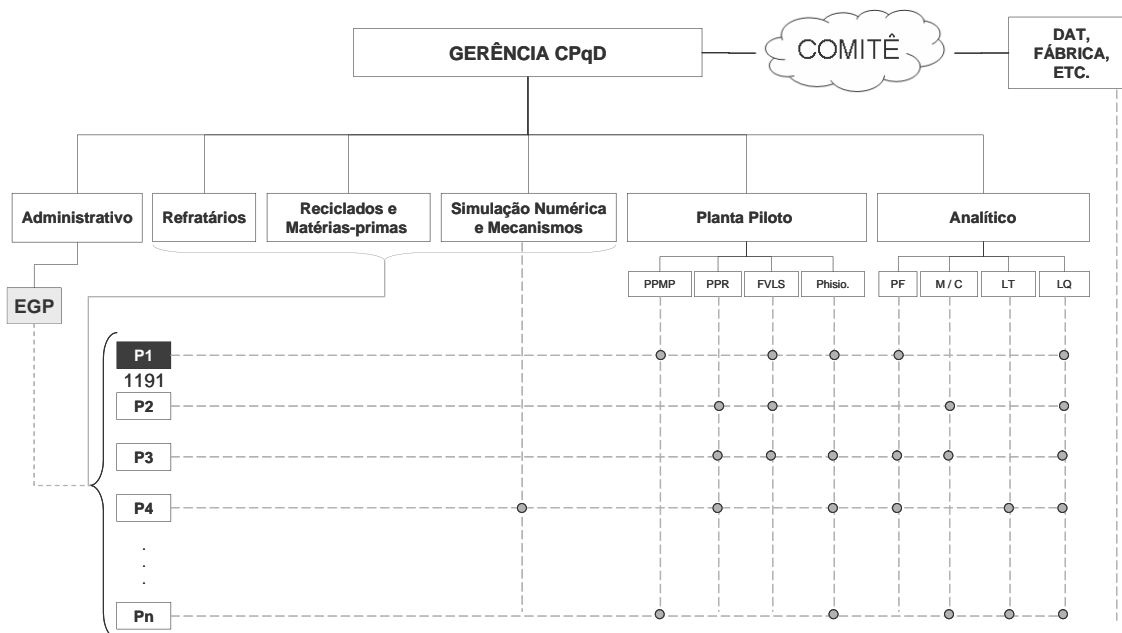 GERÊNCIA CPqD
COMITÊ
DAT,
FÁBRICA,
ETC.
Administrativo
Refratários
Reciclados e
Matérias-primas
Simulação Numérica
e Mecanismos
Planta Piloto
Analítico
EGP
PPMP
PPR
FVLS
Phisio.
PF
M / C
LT
LQ
P1
1191
P2
P3
P4
.
.
.
Pn